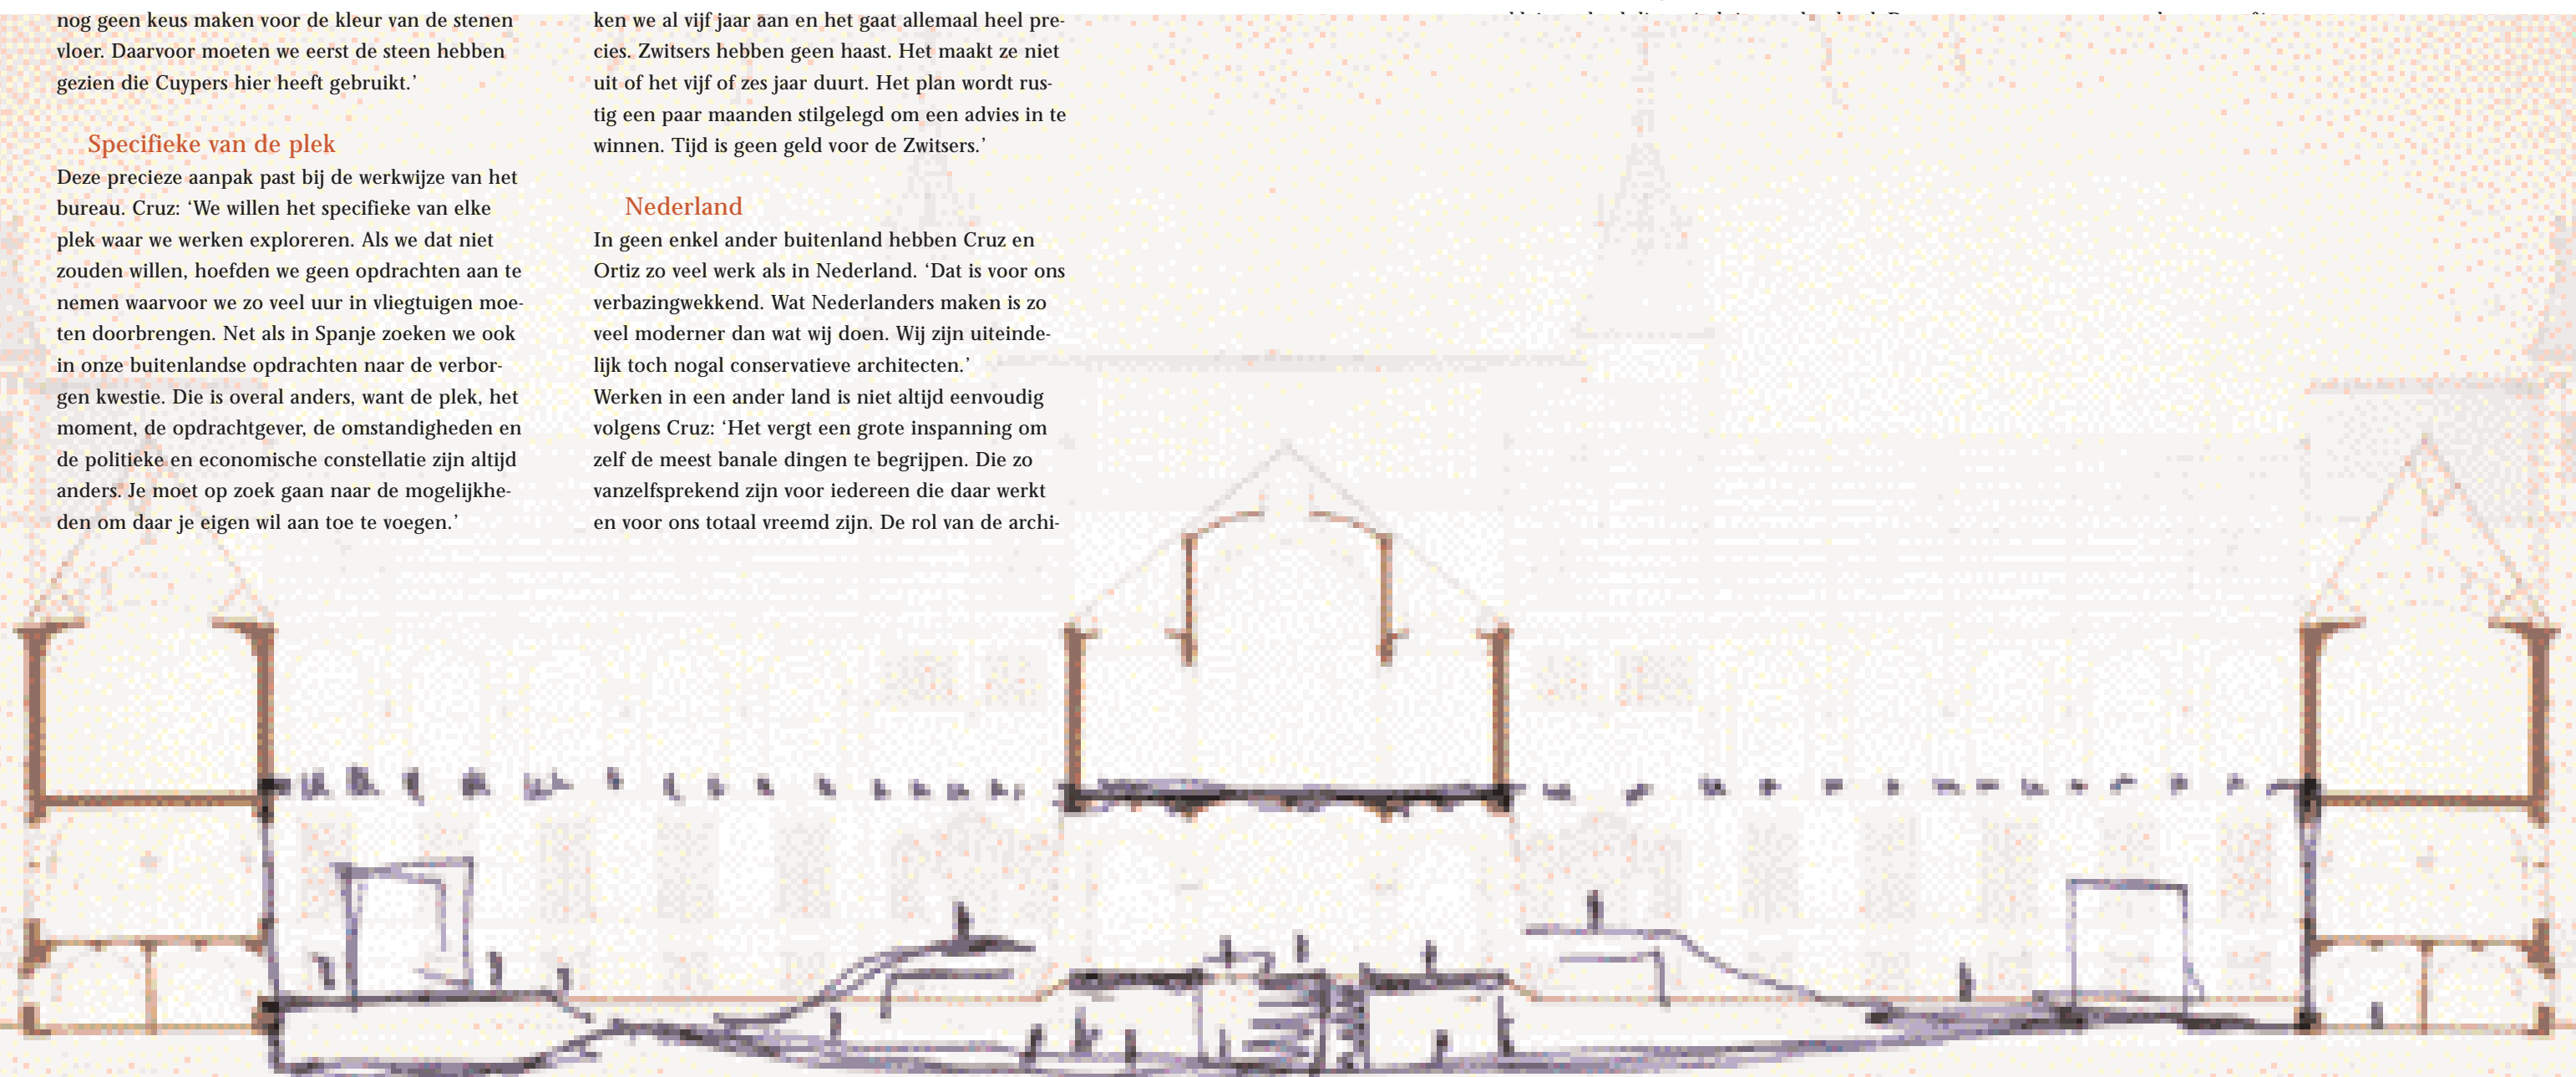 nog geen keus maken voor de kleur van de stenen
vloer. Daarvoor moeten we eerst de steen hebben
gezien die Cuypers hier heeft gebruikt.’
Specifieke van de plek
Deze precieze aanpak past bij de werkwijze van het
bureau. Cruz: ‘We willen het specifieke van elke
plek waar we werken exploreren. Als we dat niet
zouden willen, hoefden we geen opdrachten aan te
nemen waarvoor we zo veel uur in vliegtuigen moe-
ten doorbrengen. Net als in Spanje zoeken we ook
in onze buitenlandse opdrachten naar de verbor-
gen kwestie. Die is overal anders, want de plek, het
moment, de opdrachtgever, de omstandigheden en
de politieke en economische constellatie zijn altijd
anders. Je moet op zoek gaan naar de mogelijkhe-
den om daar je eigen wil aan toe te voegen.’
ken we al vijf jaar aan en het gaat allemaal heel pre-
cies. Zwitsers hebben geen haast. Het maakt ze niet
uit of het vijf of zes jaar duurt. Het plan wordt rus-
tig een paar maanden stilgelegd om een advies in te
winnen. Tijd is geen geld voor de Zwitsers.’
Nederland
In geen enkel ander buitenland hebben Cruz en
Ortiz zo veel werk als in Nederland. ‘Dat is voor ons
verbazingwekkend. Wat Nederlanders maken is zo
veel moderner dan wat wij doen. Wij zijn uiteinde-
lijk toch nogal conservatieve architecten.’
Werken in een ander land is niet altijd eenvoudig
volgens Cruz: ‘Het vergt een grote inspanning om
zelf de meest banale dingen te begrijpen. Die zo
vanzelfsprekend zijn voor iedereen die daar werkt
en voor ons totaal vreemd zijn. De rol van de archi-